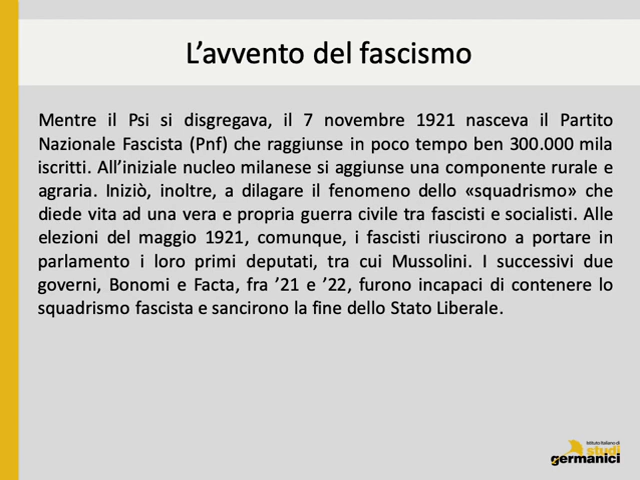 L’avvento del fascismo
Mentre il Psi si disgregava, il 7 novembre 1921 nasceva il Partito
Nazionale Fascista (Pnf) che raggiunse in poco tempo ben 300.000 mila
iscritti. All’iniziale nucleo milanese si aggiunse una componente rurale e
agraria. Iniziò, inoltre, a dilagare il fenomeno dello «squadrismo» che
diede vita ad una vera e propria guerra civile tra fascisti e socialisti. Alle
elezioni del maggio 1921, comunque, i fascisti riuscirono a portare in
parlamento i loro primi deputati, tra cui Mussolini. I successivi due
governi, Bonomi e Facta, fra ’21 e ’22, furono incapaci di contenere lo
squadrismo fascista e sancirono la fine dello Stato Liberale.
Istituto Italiano di
studi
germanici